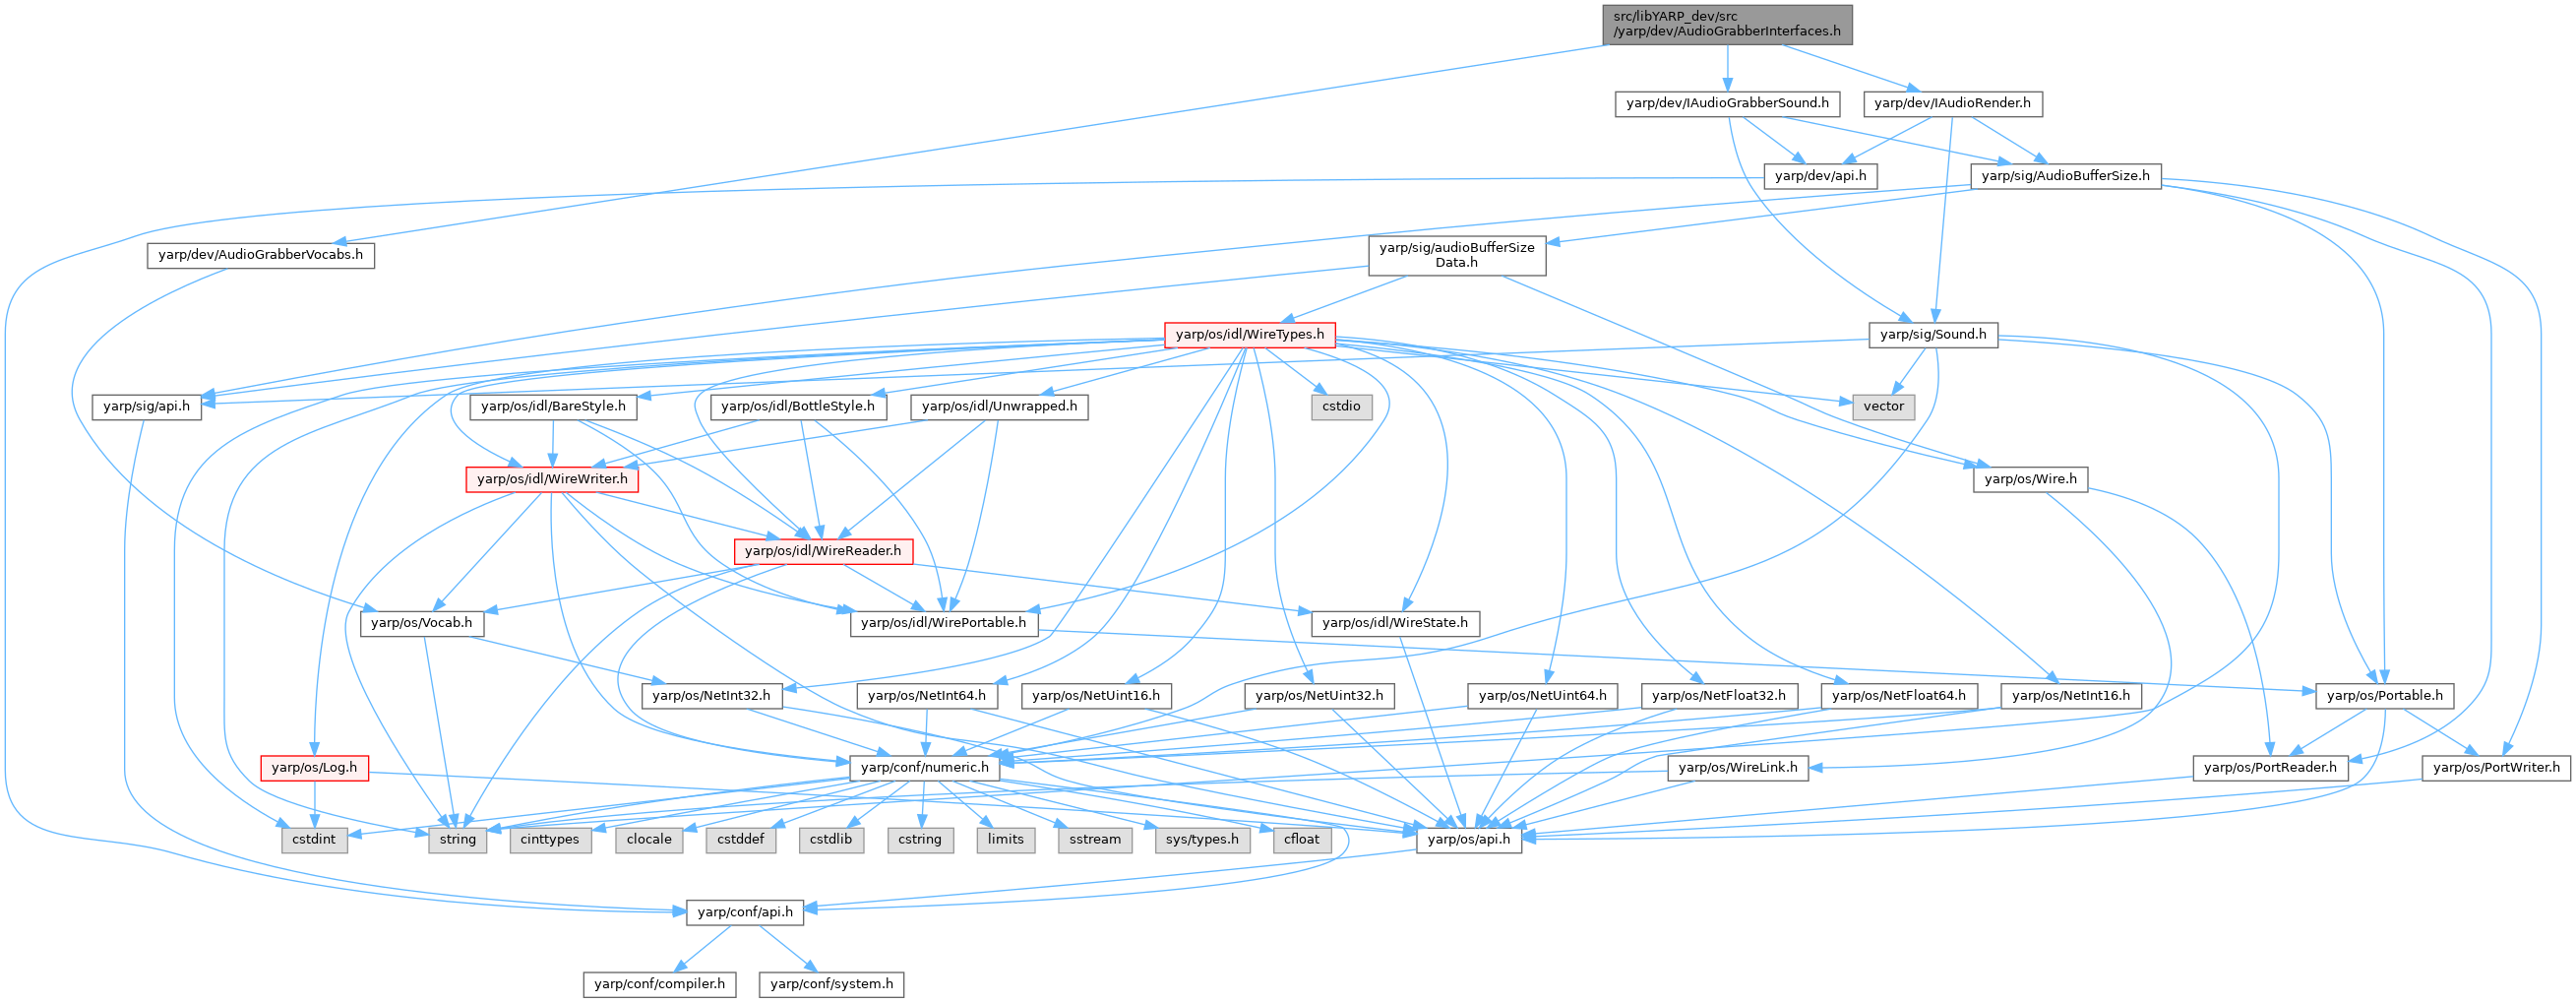 src/libYARP_dev/src
/yarp/dev/AudioGrabberInterfaces.h
yarp/dev/IAudioGrabberSound.h
yarp/dev/IAudioRender.h
yarp/dev/api.h
yarp/sig/AudioBufferSize.h
yarp/dev/AudioGrabberVocabs.h
yarp/sig/audioBufferSize
Data.h
yarp/os/idl/WireTypes.h
yarp/sig/Sound.h
yarp/sig/api.h
yarp/os/idl/BareStyle.h
yarp/os/idl/BottleStyle.h
yarp/os/idl/Unwrapped.h
cstdio
vector
yarp/os/idl/WireWriter.h
yarp/os/Wire.h
yarp/os/idl/WireReader.h
yarp/os/Vocab.h
yarp/os/idl/WirePortable.h
yarp/os/idl/WireState.h
yarp/os/NetInt32.h
yarp/os/NetInt64.h
yarp/os/NetUint16.h
yarp/os/NetUint32.h
yarp/os/NetUint64.h
yarp/os/NetFloat32.h
yarp/os/NetFloat64.h
yarp/os/NetInt16.h
yarp/os/Portable.h
yarp/os/Log.h
yarp/conf/numeric.h
yarp/os/WireLink.h
yarp/os/PortReader.h
yarp/os/PortWriter.h
cstdint
string
cinttypes
clocale
cstddef
cstdlib
cstring
limits
sstream
sys/types.h
cfloat
yarp/os/api.h
yarp/conf/api.h
yarp/conf/compiler.h
yarp/conf/system.h